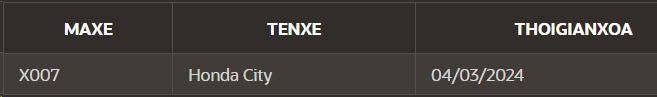 MAXE TENXE THOIGIANXOA
X007 Honda City 04/03/2024